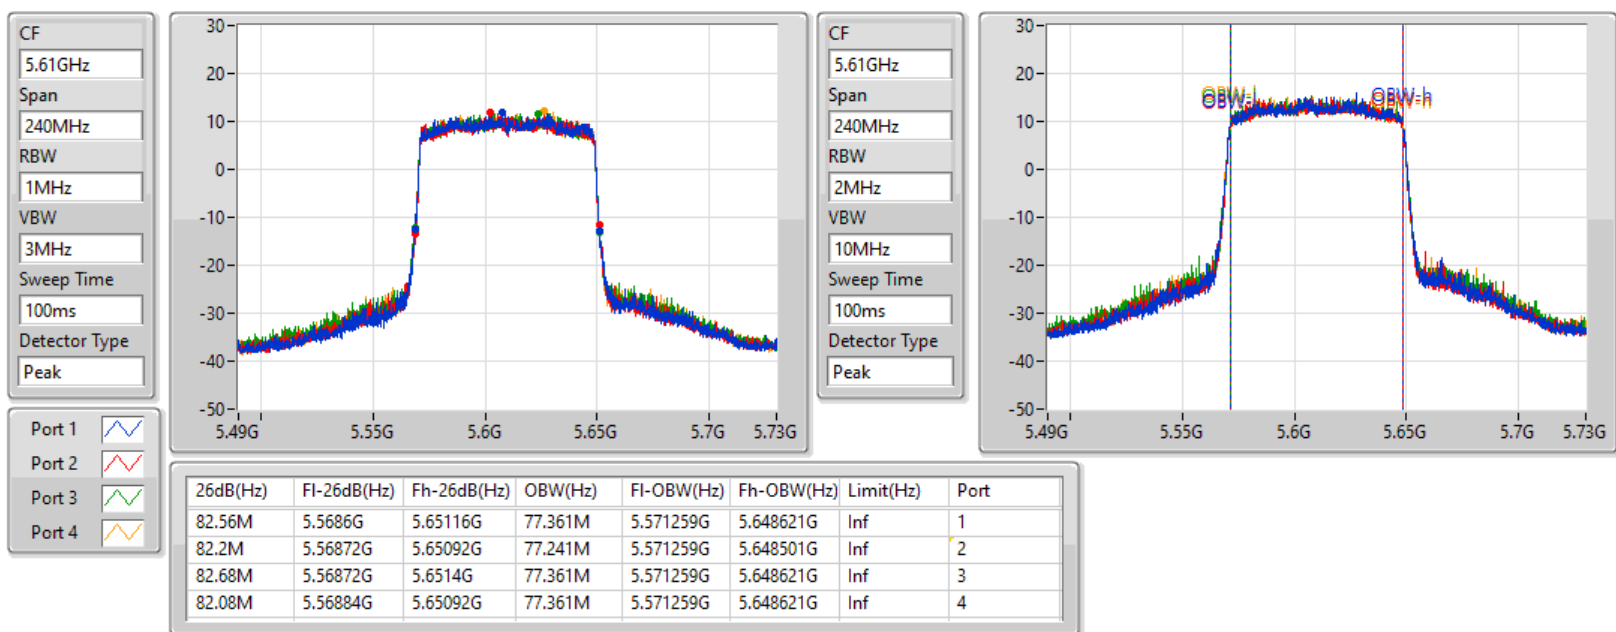 CF
5.61GHz
Span
240MHz
RBW
1MHz
VBW
3MHz
Sweep Time
100ms
Detector Type
Peak
30
20
10
0
-10
-20
-30
-40
-50
5.49G 5.55G 5.6G 5.65G 5.7G 5.73G
CF
5.61GHz
Span
240MHz
RBW
2MHz
VBW
10MHz
Sweep Time
100ms
Detector Type
Peak
30
20
10
0
-10
-20
-30
-40
-50
OBW-l OBW-h
5.49G 5.55G 5.6G 5.65G 5.7G 5.73G
Port 1
Port 2
Port 3
Port 4
26dB(Hz) Fl-26dB(Hz) Fh-26dB(Hz) OBW(Hz) Fl-OBW(Hz) Fh-OBW(Hz) Limit(Hz) Port
82.56M 5.5686G 5.65116G 77.361M 5.571259G 5.648621G Inf 1
82.2M 5.56872G 5.65092G 77.241M 5.571259G 5.648501G Inf 2
82.68M 5.56872G 5.6514G 77.361M 5.571259G 5.648621G Inf 3
82.08M 5.56884G 5.65092G 77.361M 5.571259G 5.648621G Inf 4